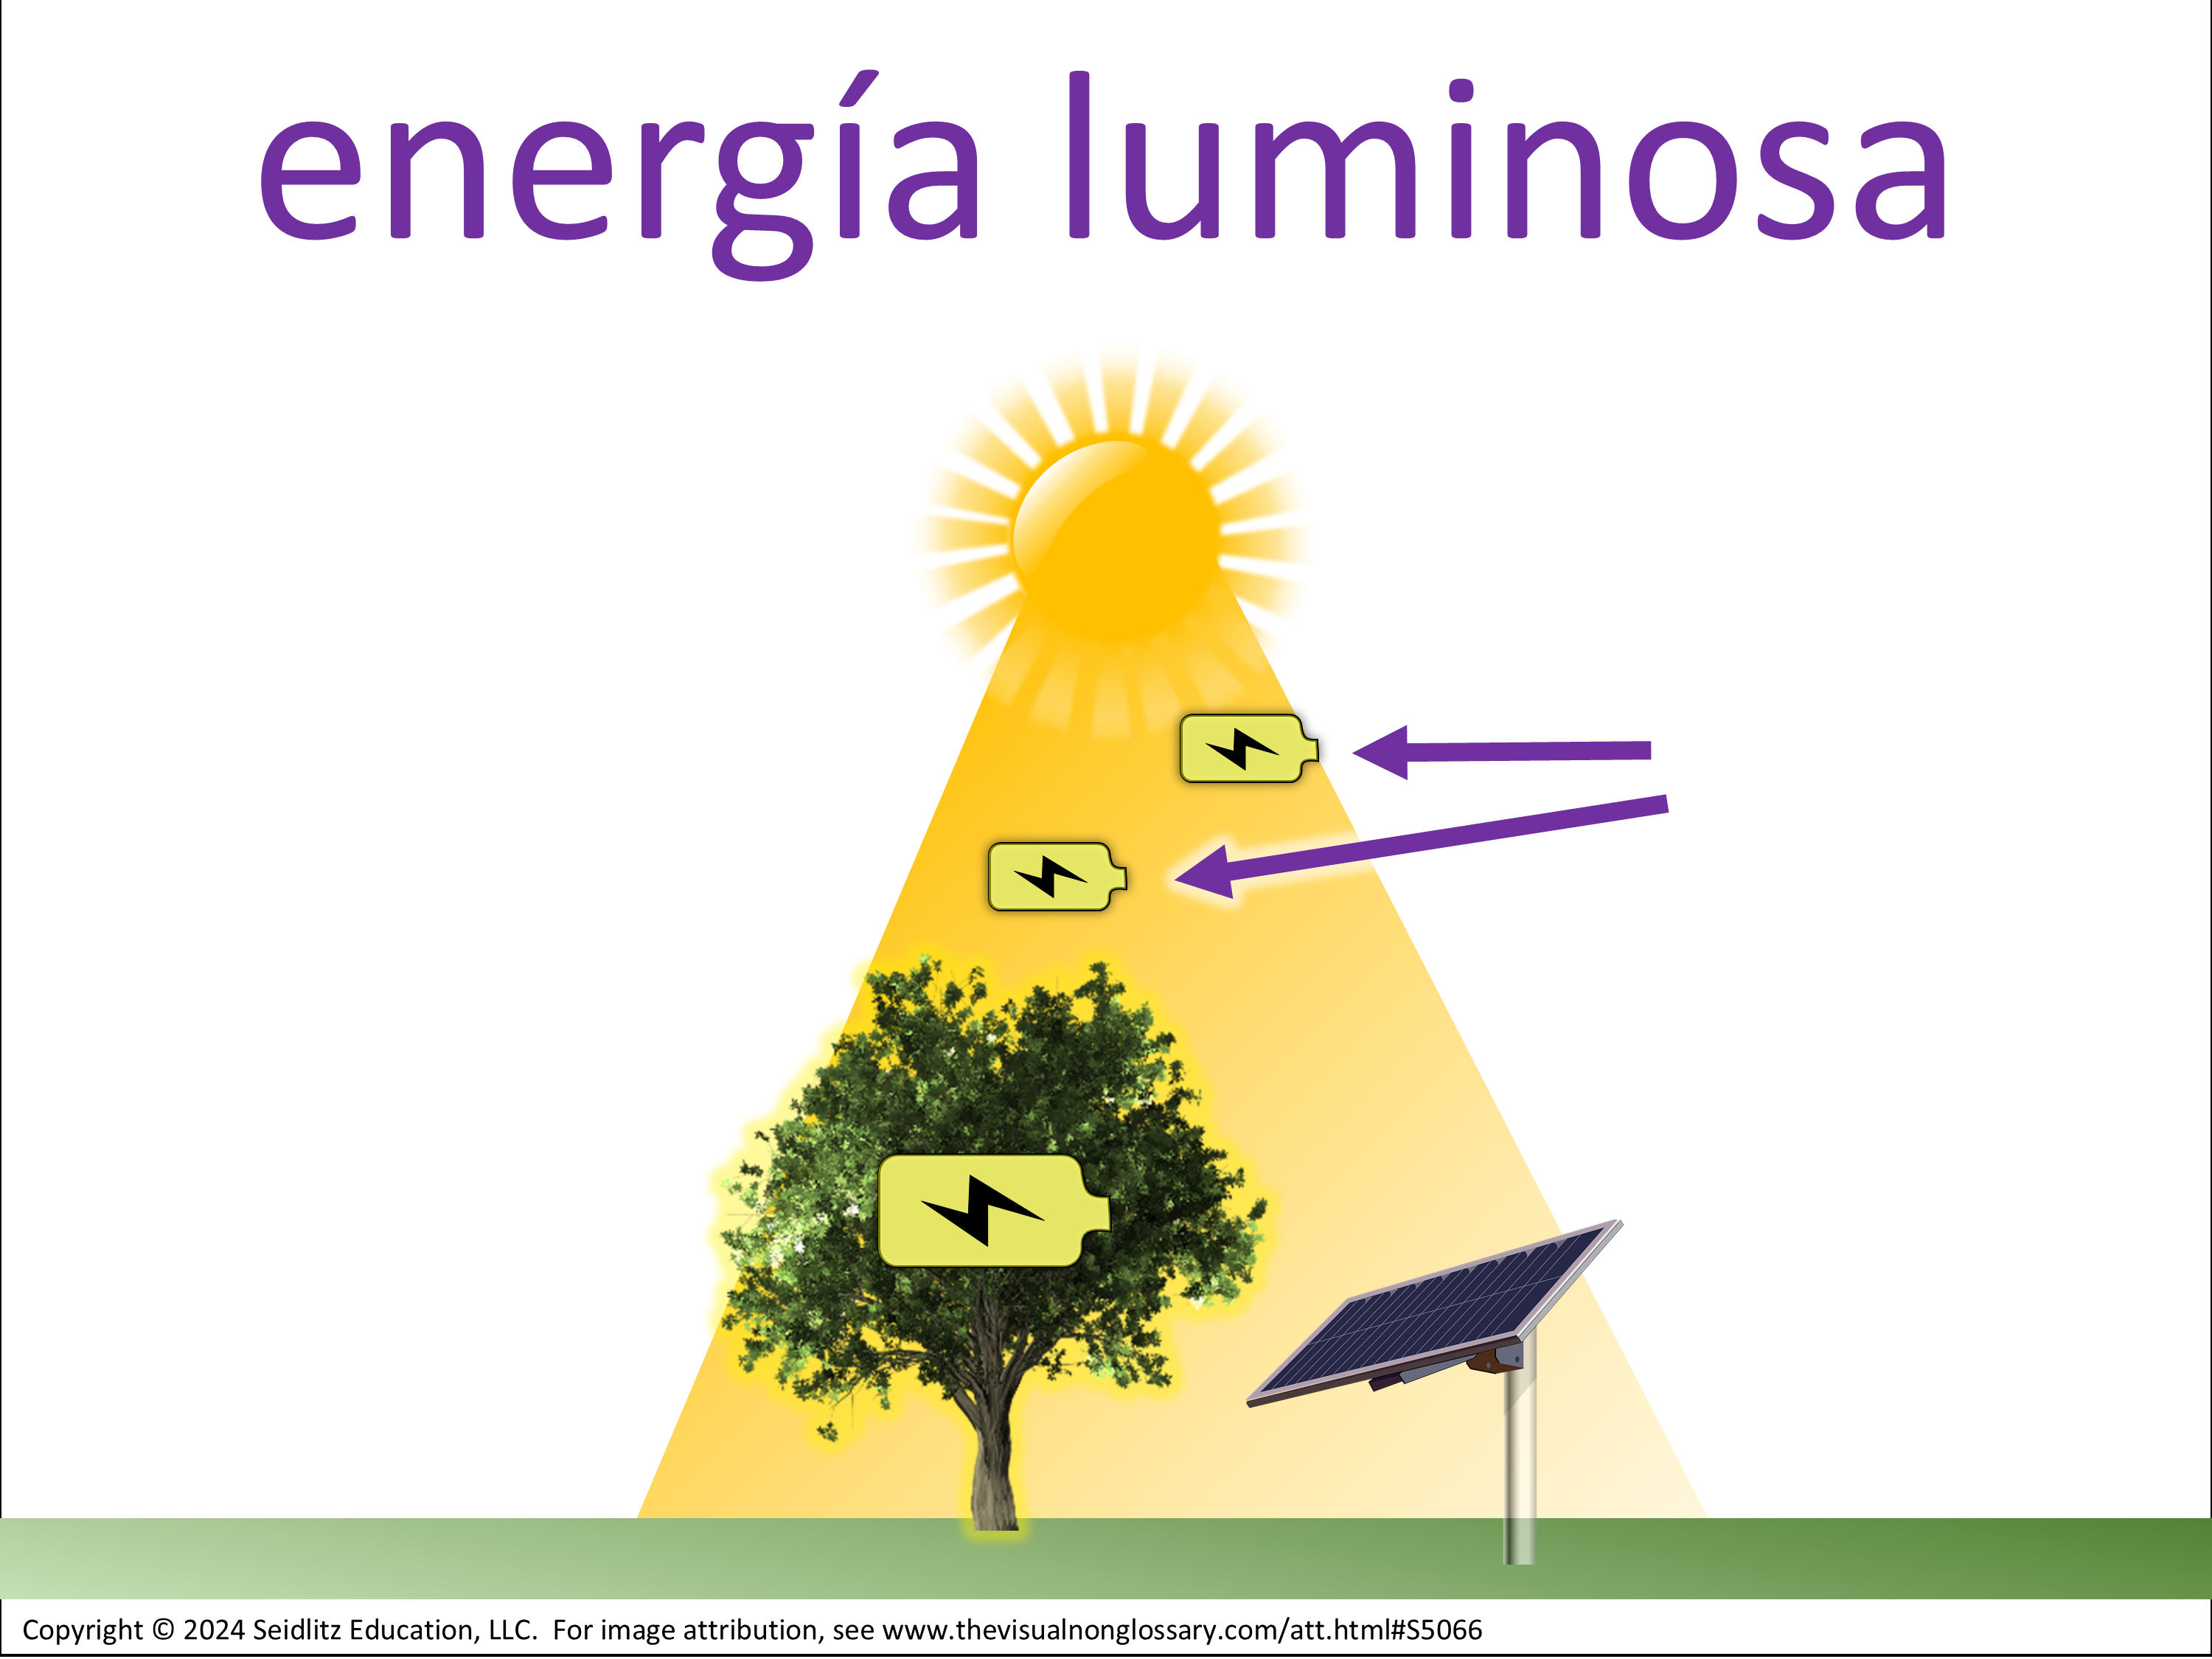 energía luminosa
Copyright © 2024 Seidlitz Education, LLC.  For image attribution, see www.thevisualnonglossary.com/att.html#S5066